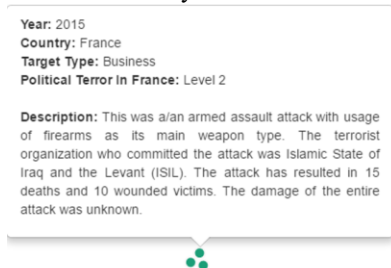 Year: 2015
Country: France
Target Type: Business
Political Terror In France: Level 2
Description: This was a/an armed assault attack with usage
of firearms as its main weapon type. The terrorist
organization who committed the attack was Islamic State of
Iraq and the Levant (ISIL). The attack has resulted in 15
deaths and 10 wounded victims. The damage of the entire
attack was unknown.